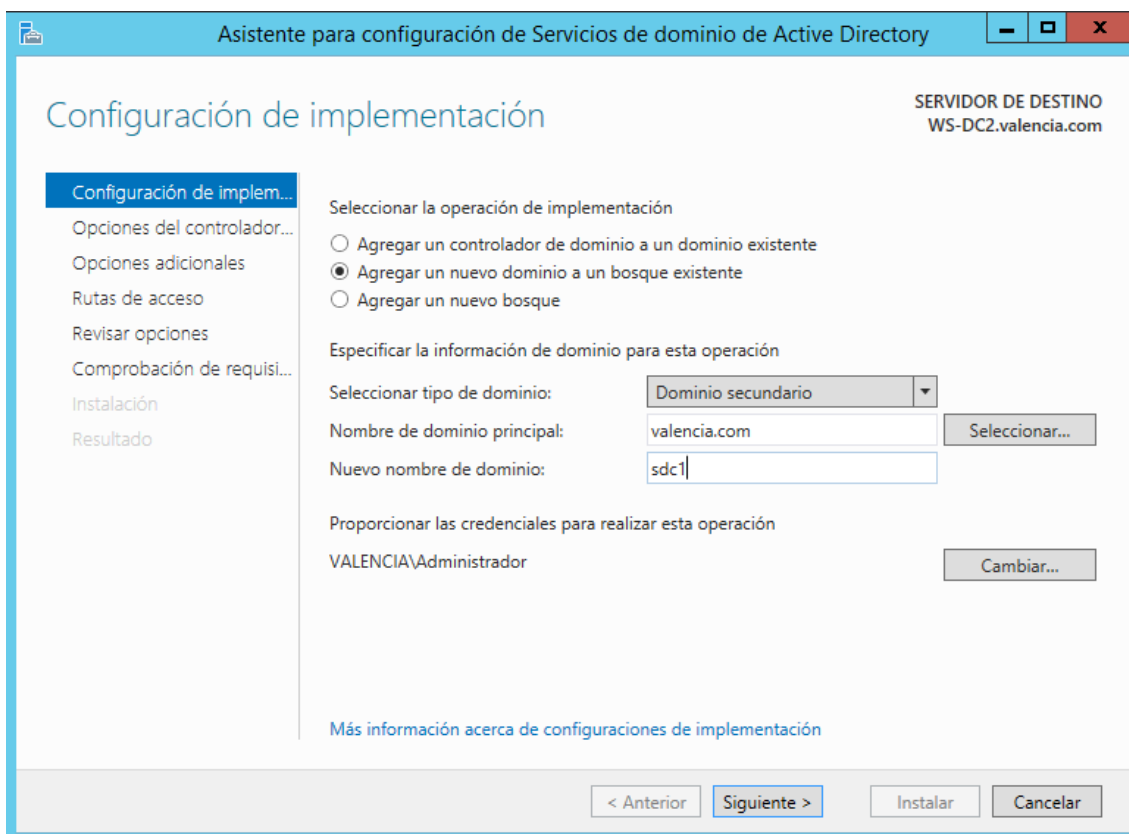 Asistente para configuración de Servicios de dominio de Active Directory
Configuración de implementación
SERVIDOR DE DESTINO
WS-DC2.valencia.com
Configuración de implem...
Opciones del controlador...
Opciones adicionales
Rutas de acceso
Revisar opciones
Comprobación de requisi...
Instalación
Resultado
Seleccionar la operación de implementación
Agregar un controlador de dominio a un dominio existente
Agregar un nuevo dominio a un bosque existente
Agregar un nuevo bosque
Especificar la información de dominio para esta operación
Seleccionar tipo de dominio: Dominio secundario
Nombre de dominio principal: valencia.com Seleccionar...
Nuevo nombre de dominio: sdc1
Proporcionar las credenciales para realizar esta operación
VALENCIA\Administrador Cambiar...
Más información acerca de configuraciones de implementación
< Anterior Siguiente > Instalar Cancelar